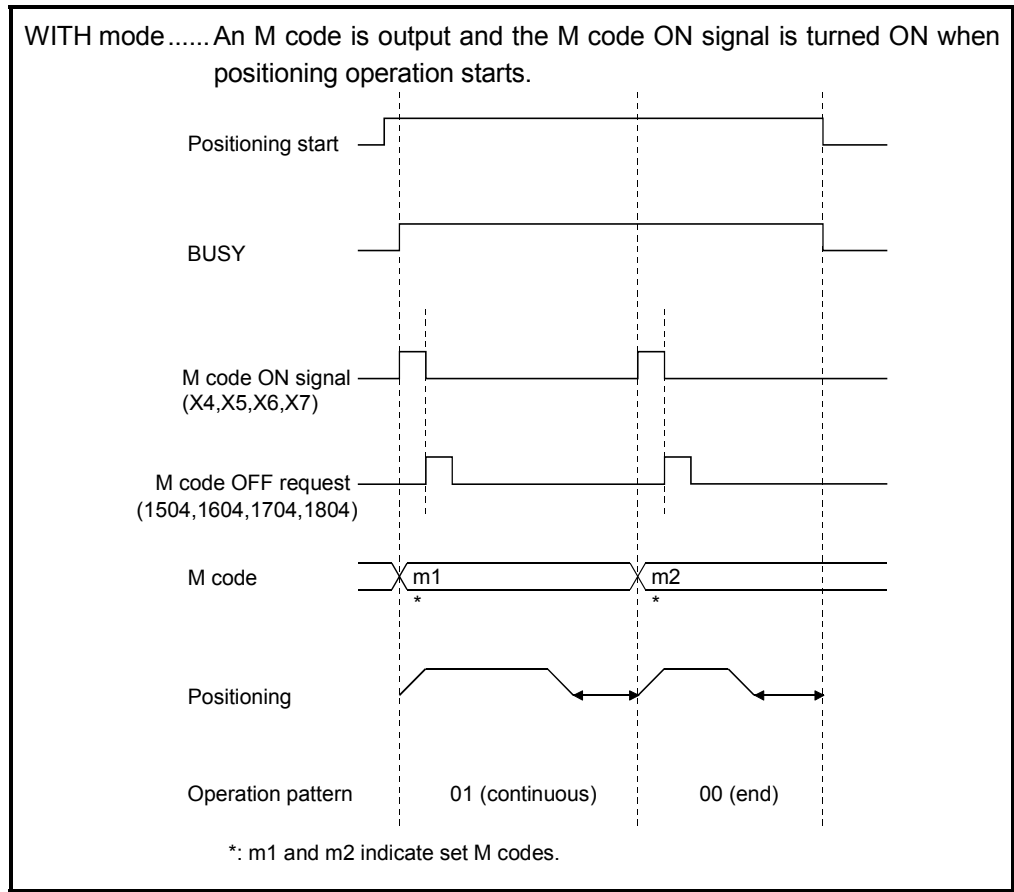 WITH mode ...... An M code is output and the M code ON signal is turned ON when
positioning operation starts.
Positioning start
BUSY
M code ON signal
(X4,X5,X6,X7)
M code OFF request
(1504,1604,1704,1804)
M code m1 m2
* *
Positioning
Operation pattern 01 (continuous) 00 (end)
*: m1 and m2 indicate set M codes.